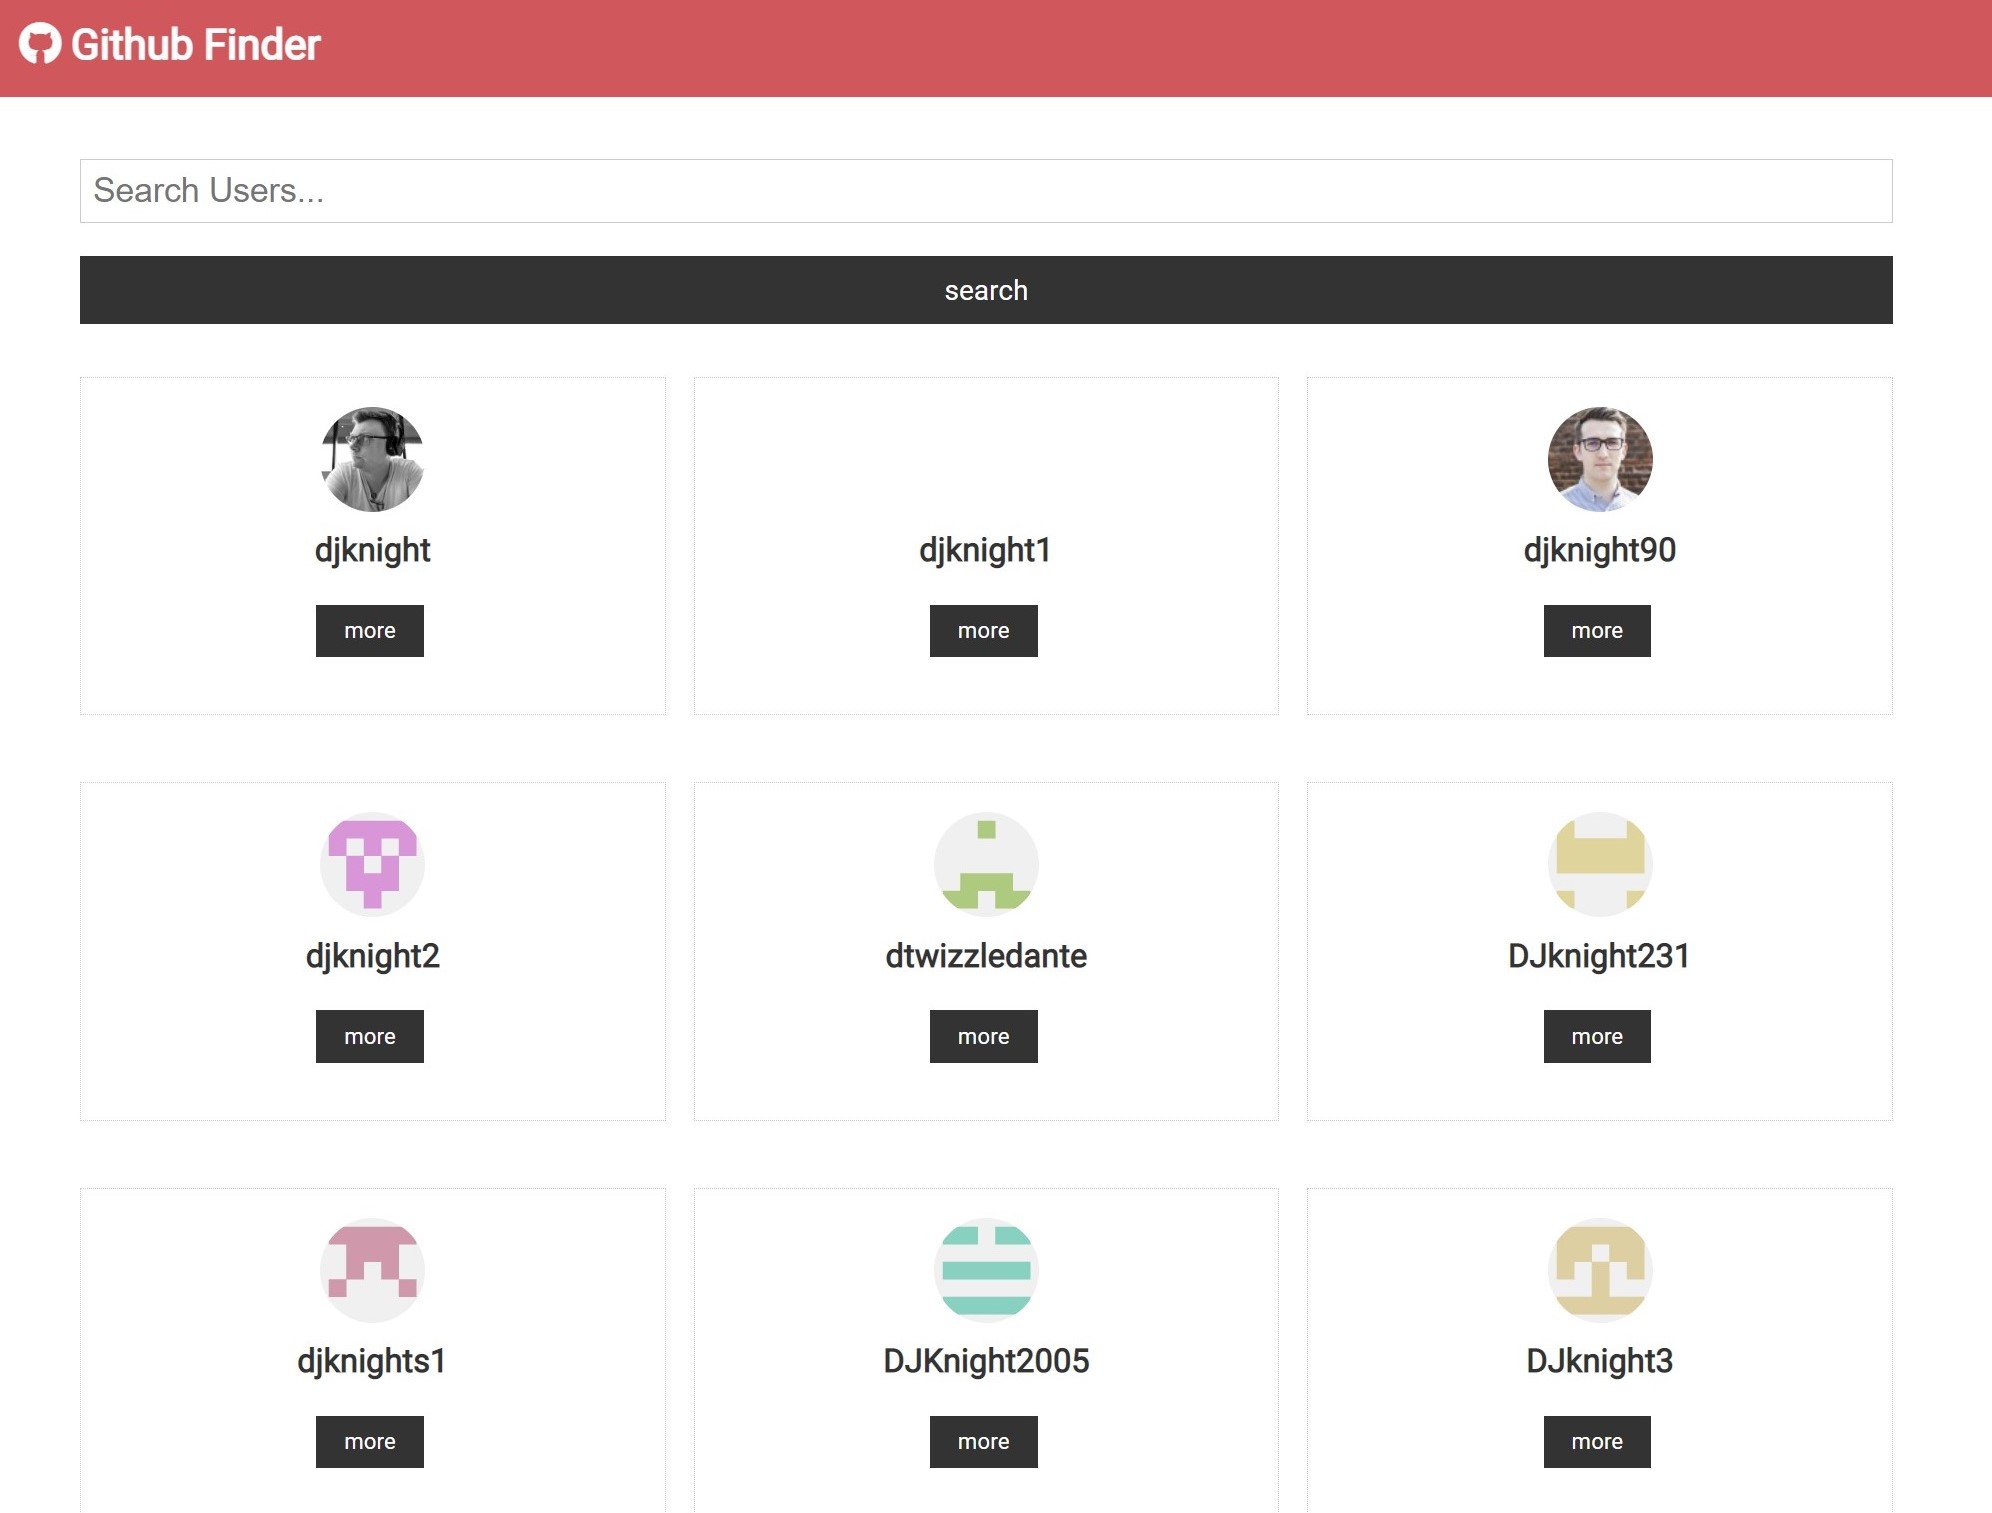 Github Finder
Search Users...
search
djknight
djknight1
djknight90
more
more
more
djknight2
dtwizzledante
DJknight231
more
more
more
djknights1
DJKnight2005
DJknight3
more
more
more